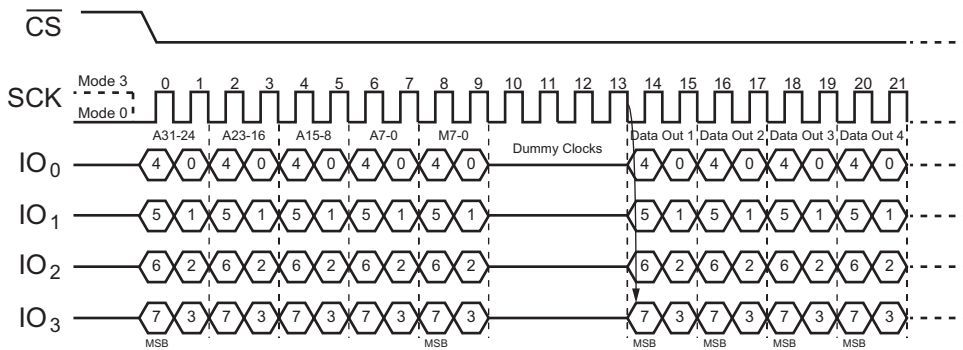 CS
Mode 3
SCK
Mode 0
0 1 2 3 4 5 6 7 8 9 10 11 12 13 14 15 16 17 18 19 20 21
A31-24 A23-16 A15-8 A7-0 M7-0 Dummy Clocks Data Out 1 Data Out 2 Data Out 3 Data Out 4
IO0 4 0 4 0 4 0 4 0 4 0 4 0 4 0 4 0 4 0
IO1 5 1 5 1 5 1 5 1 5 1 5 1 5 1 5 1 5 1
IO2 6 2 6 2 6 2 6 2 6 2 6 2 6 2 6 2 6 2
IO3 7 3 7 3 7 3 7 3 7 3 7 3 7 3 7 3 7 3
MSB MSB MSB MSB MSB MSB